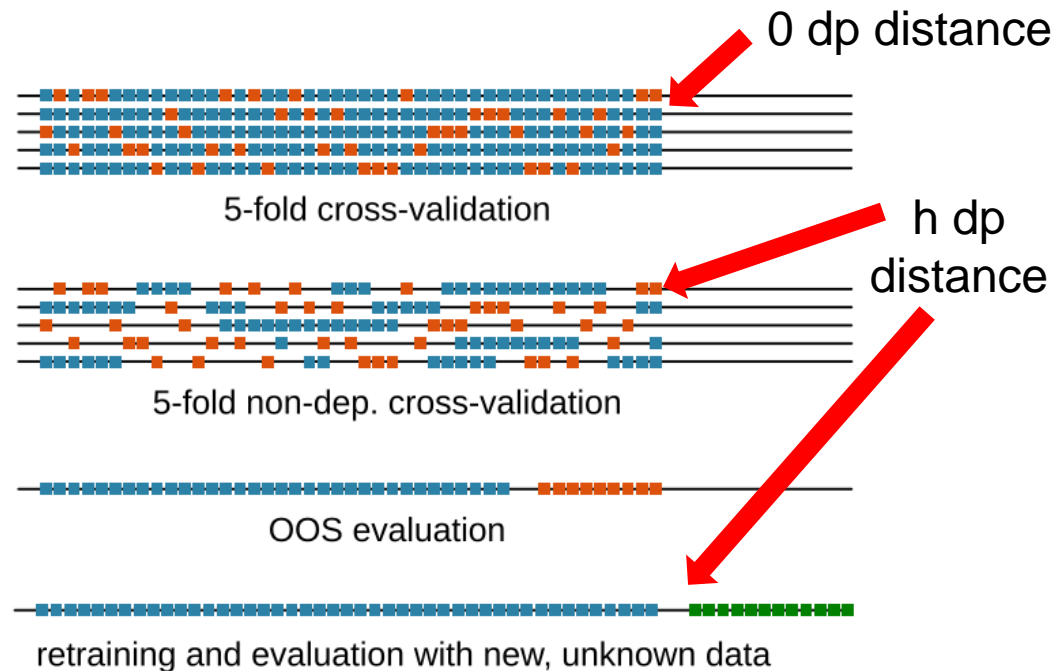 0 dp distance
5-fold cross-validation
h dp
distance
5-fold non-dep. cross-validation
OOS evaluation
retraining and evaluation with new, unknown data